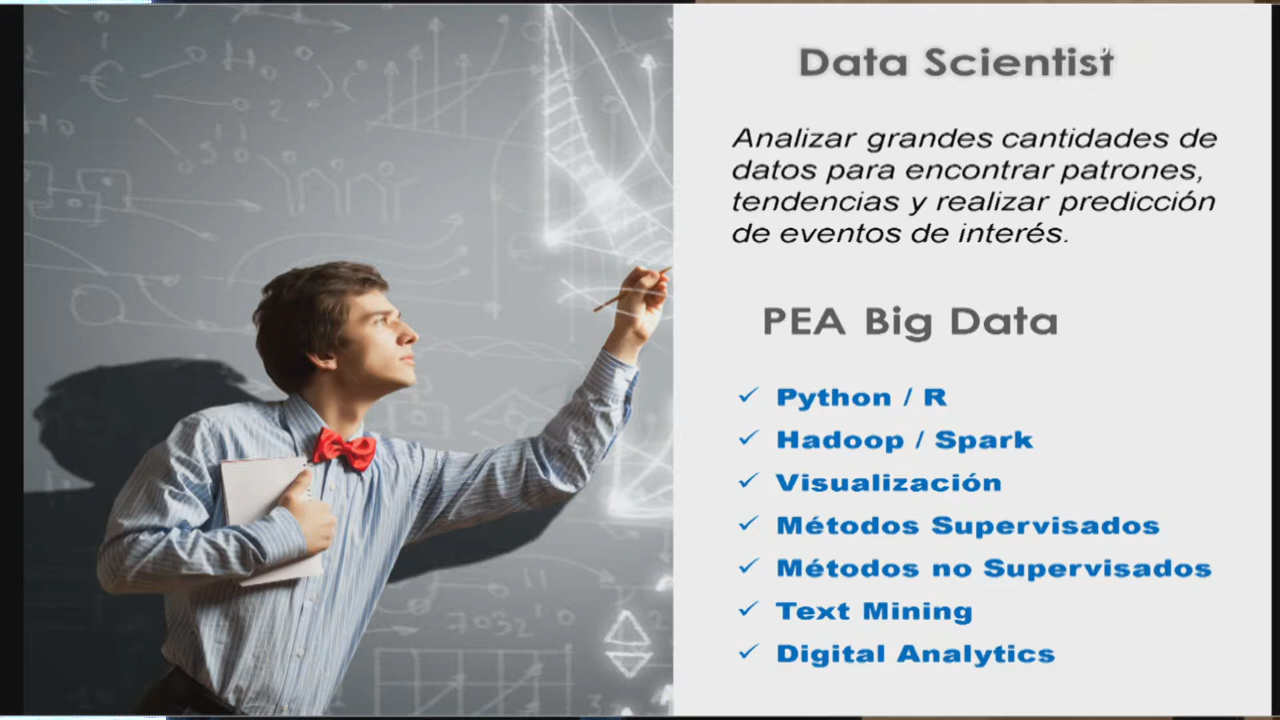 Data Scientist
Analizar grandes cantidades de
datos para encontrar patrones,
tendencias y realizar predicción
de eventos de interés.
PEA Big Data
✓ Python / R
✓ Hadoop / Spark
✓ Visualización
✓ Métodos Supervisados
✓ Métodos no Supervisados
✓ Text Mining
✓ Digital Analytics